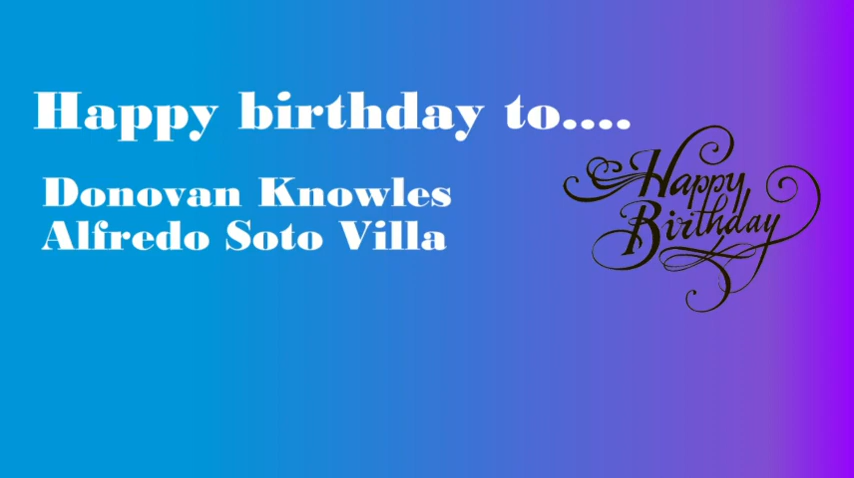 Happy birthday to....
Donovan Knowles
Alfredo Soto Villa
Happy
Birthday